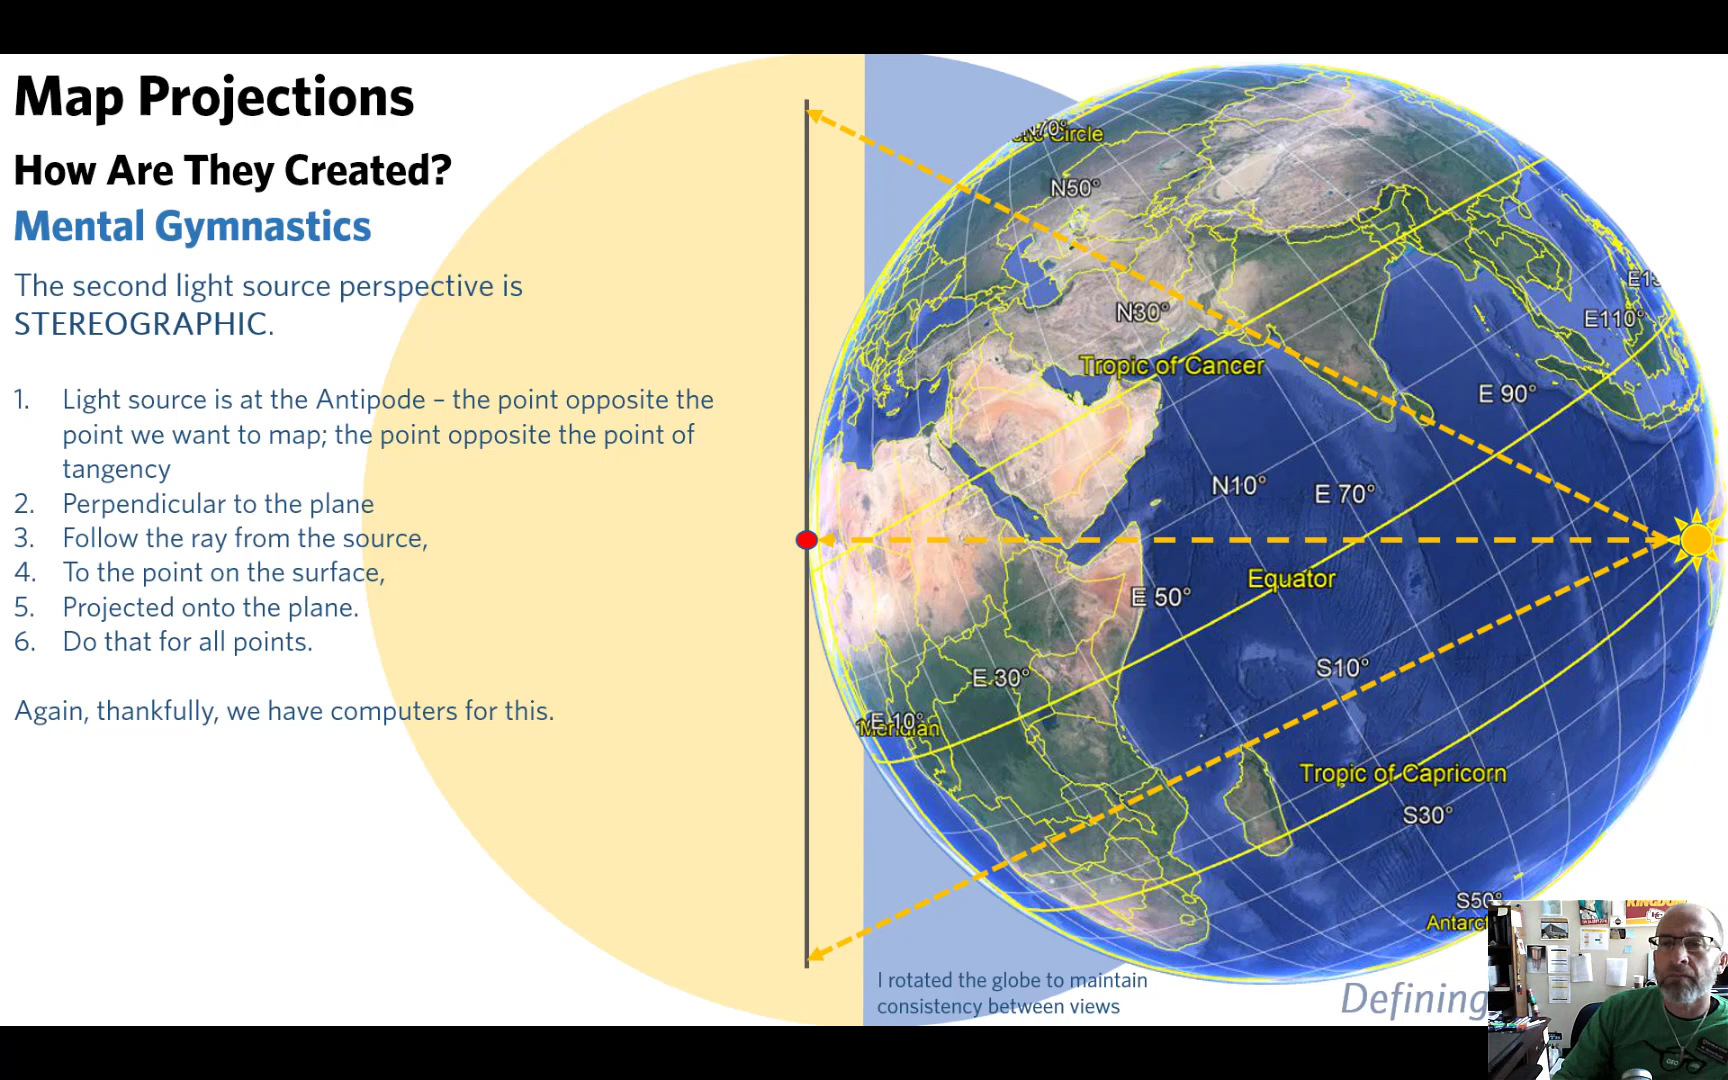 Map Projections
How Are They Created?
Mental Gymnastics
The second light source perspective is
STEREOGRAPHIC.
1. Light source is at the Antipode – the point opposite the
point we want to map; the point opposite the point of
tangency
2. Perpendicular to the plane
3. Follow the ray from the source,
4. To the point on the surface,
5. Projected onto the plane.
6. Do that for all points.
Again, thankfully, we have computers for this.
N70°
Circle
N50°
N30°
Tropic of Cancer
E110°
E 90°
N10°
E 70°
Equator
E 50°
S10°
E 30°
E 10°
Meridian
Tropic of Capricorn
S30°
S50°
Antarct
I rotated the globe to maintain
consistency between views
Defining